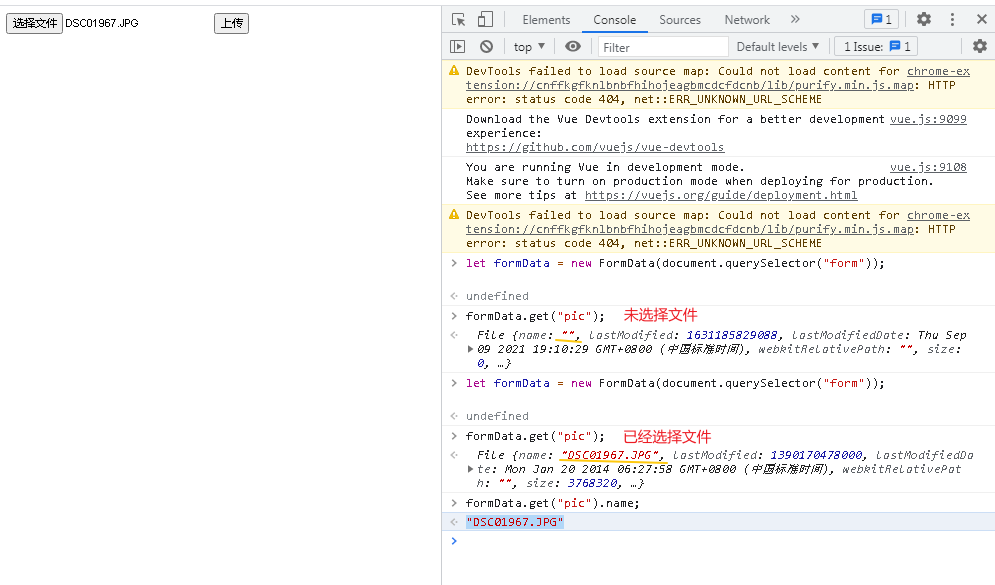 选择文件 DSC01967.JPG 上传
Elements Console Sources Network » 1
top ▼ Filter Default levels ▼ 1 Issue: 1
DevTools failed to load source map: Could not load content for chrome-ex
tension://cnffkgfknlbnbfhihojeagbmcdcfdcnb/lib/purify.min.js.map: HTTP
error: status code 404, net::ERR_UNKNOWN_URL_SCHEME
Download the Vue Devtools extension for a better development vue.js:9099
experience:
https://github.com/vuejs/vue-devtools
You are running Vue in development mode. vue.js:9108
Make sure to turn on production mode when deploying for production.
See more tips at https://vuejs.org/guide/deployment.html
DevTools failed to load source map: Could not load content for chrome-ex
tension://cnffkgfknlbnbfhihojeagbmcdcfdcnb/lib/purify.min.js.map: HTTP
error: status code 404, net::ERR_UNKNOWN_URL_SCHEME
let formData = new FormData(document.querySelector("form"));
undefined
formData.get("pic"); 未选择文件
File {name: "", lastModified: 1631185829088, lastModifiedDate: Thu Sep
09 2021 19:10:29 GMT+0800 (中国标准时间), webkitRelativePath: "", size:
0, …}
let formData = new FormData(document.querySelector("form"));
undefined
formData.get("pic"); 已经选择文件
File {name: "DSC01967.JPG", lastModified: 1390170478000, lastModifiedDa
te: Mon Jan 20 2014 06:27:58 GMT+0800 (中国标准时间), webkitRelativePat
h: "", size: 3768320, …}
formData.get("pic").name;
"DSC01967.JPG"